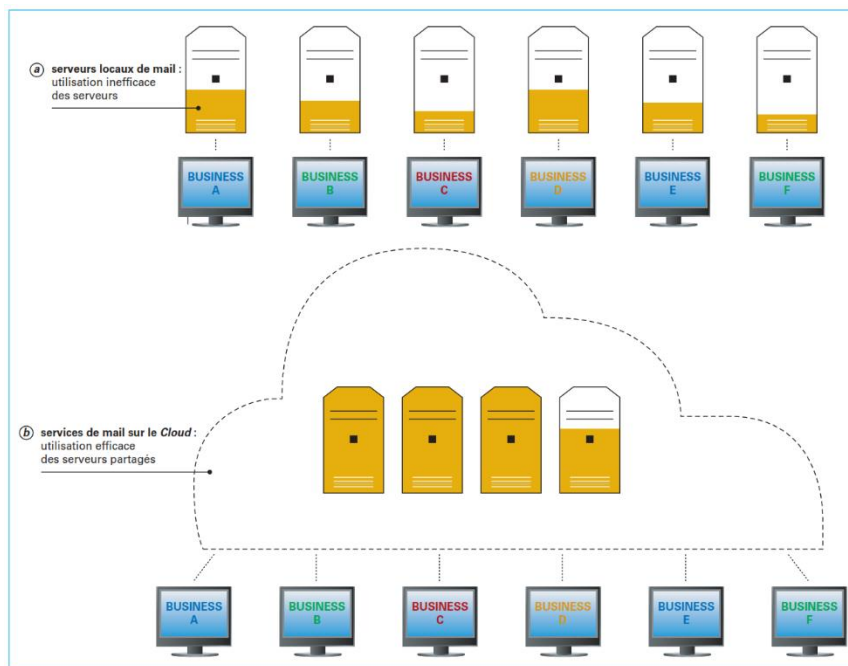 a serveurs locaux de mail :
utilisation inefficace
des serveurs
BUSINESS
A
BUSINESS
B
BUSINESS
C
BUSINESS
D
BUSINESS
E
BUSINESS
F
b services de mail sur le Cloud :
utilisation efficace
des serveurs partagés
BUSINESS
A
BUSINESS
B
BUSINESS
C
BUSINESS
D
BUSINESS
E
BUSINESS
F